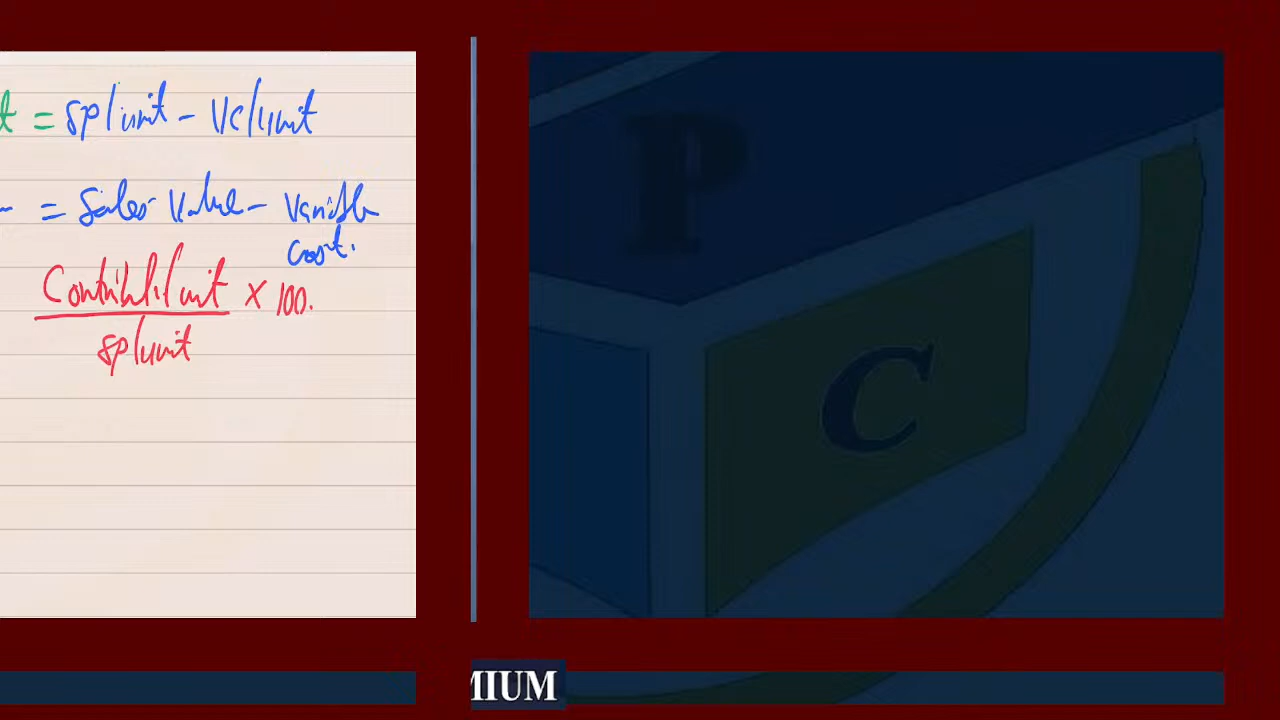 t = SP/unit - VC/unit
- = Sales Value - Variable
cost.
Contrib/unit × 100.
SP/unit
P
C
MIUM